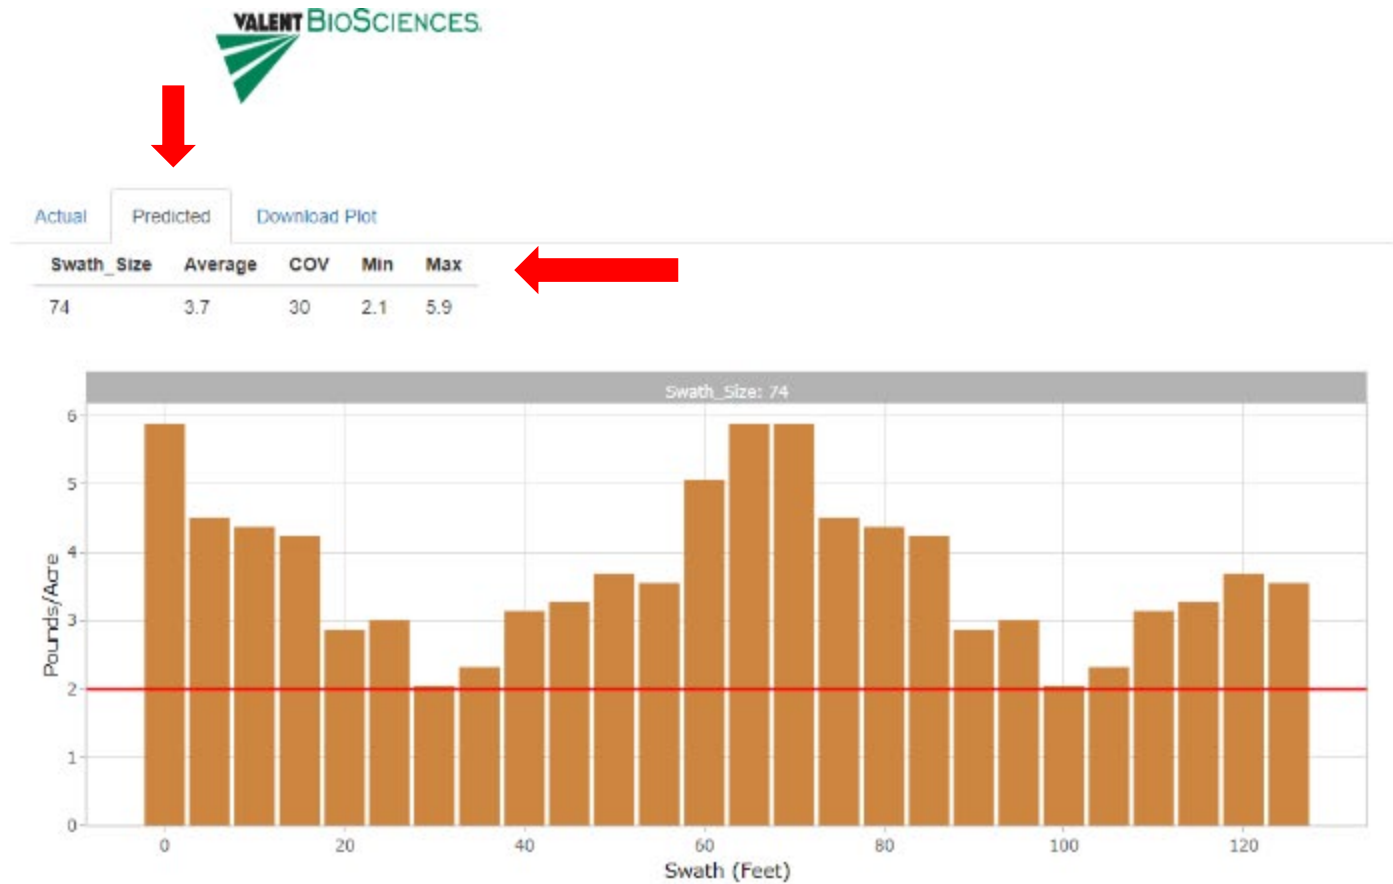 VALENT BIOSCIENCES.
Actual Predicted Download Plot
Swath_Size Average COV Min Max
74 3.7 30 2.1 5.9
Swath_Size: 74
6
5
4
3
2
1
0
Pounds/Acre
0 20 40 60 80 100 120
Swath (Feet)